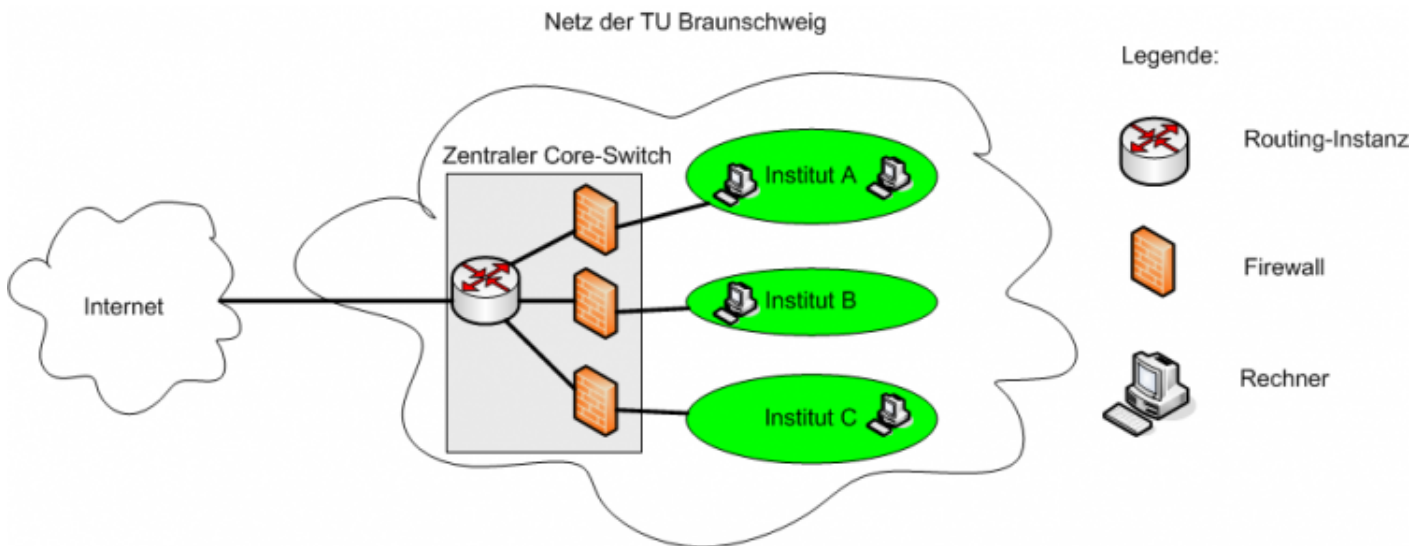 Netz der TU Braunschweig
Legende:
Routing-Instanz
Zentraler Core-Switch
Institut A
Firewall
Internet
Institut B
Rechner
Institut C